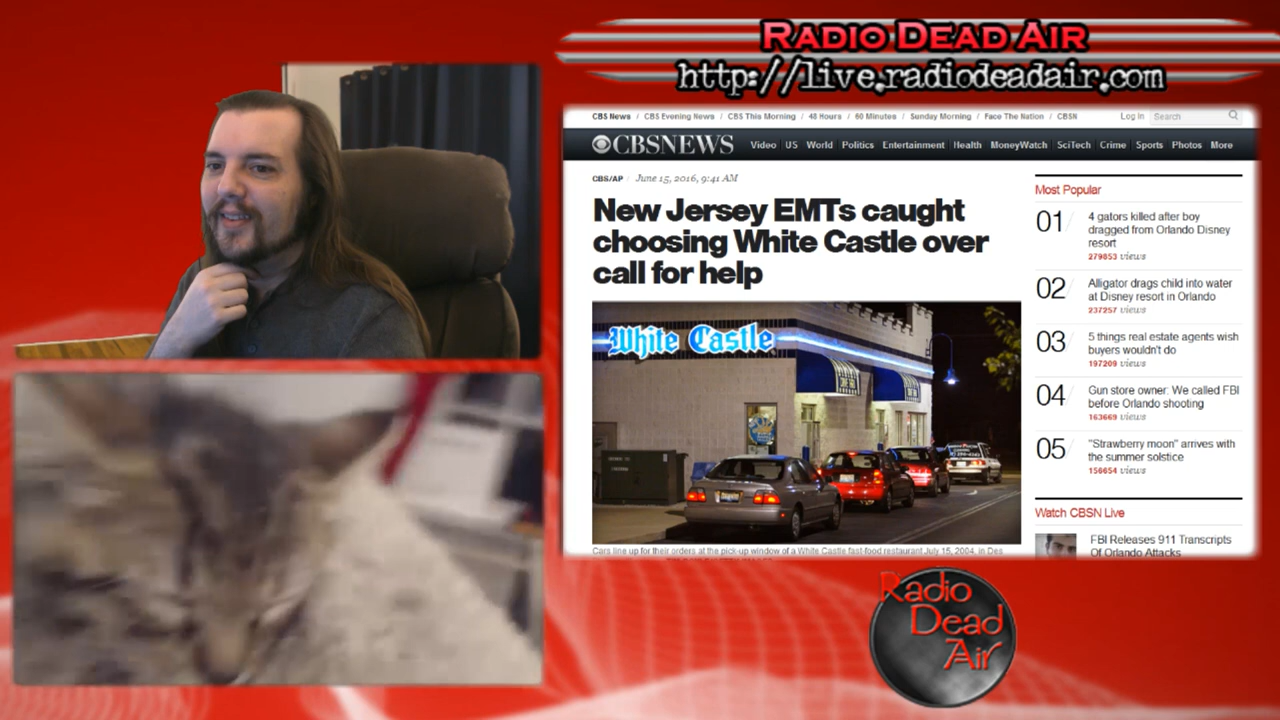 RADIO DEAD AIR
http://live.radiodeadair.com
CBS News / CBS Evening News / CBS This Morning / 48 Hours / 60 Minutes / Sunday Morning / Face The Nation / CBSN
Log In Search
CBSNEWS Video US World Politics Entertainment Health MoneyWatch SciTech Crime Sports Photos More
CBS/AP / June 15, 2016, 9:41 AM
New Jersey EMTs caught
choosing White Castle over
call for help
White Castle
Cars line up for their orders at the pick-up window of a White Castle fast-food restaurant July 15, 2004, in Des
Most Popular
01 / 4 gators killed after boy
dragged from Orlando Disney
resort
279853 views
02 / Alligator drags child into water
at Disney resort in Orlando
237257 views
03 / 5 things real estate agents wish
buyers wouldn't do
197209 views
04 / Gun store owner: We called FBI
before Orlando shooting
163669 views
05 / "Strawberry moon" arrives with
the summer solstice
156654 views
Watch CBSN Live
FBI Releases 911 Transcripts
Of Orlando Attacks
Radio
Dead
Air